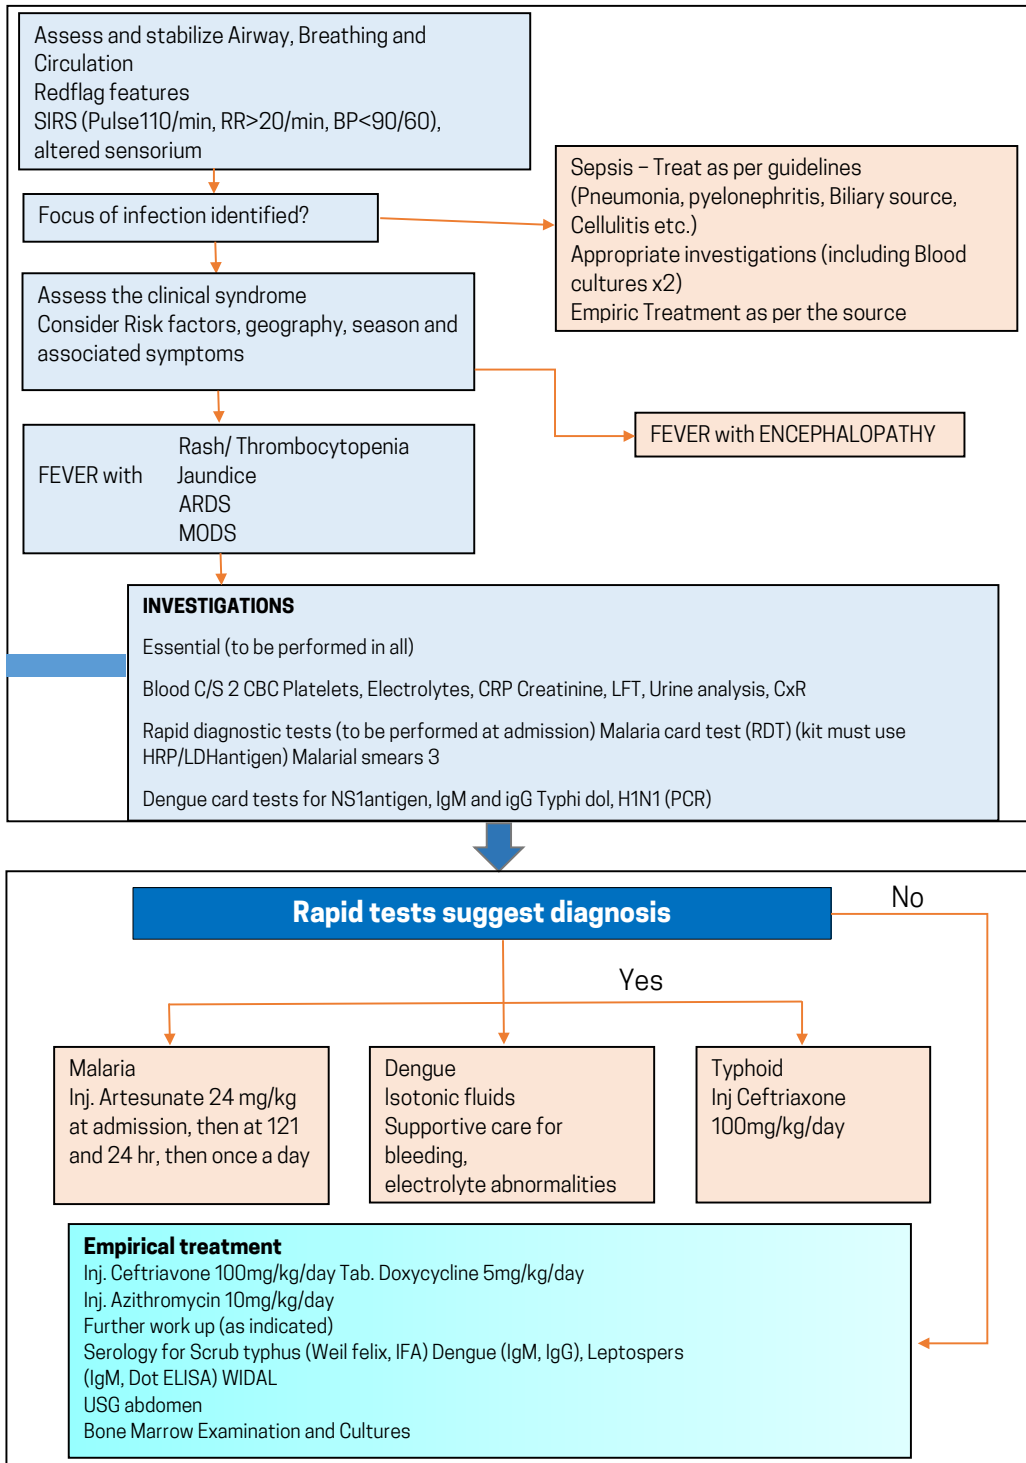 Assess and stabilize Airway, Breathing and
Circulation
Redflag features
SIRS (Pulse110/min, RR>20/min, BP<90/60),
altered sensorium
Focus of infection identified?
Sepsis – Treat as per guidelines
(Pneumonia, pyelonephritis, Biliary source,
Cellulitis etc.)
Appropriate investigations (including Blood
cultures x2)
Empiric Treatment as per the source
Assess the clinical syndrome
Consider Risk factors, geography, season and
associated symptoms
FEVER with ENCEPHALOPATHY
Rash/ Thrombocytopenia
FEVER with Jaundice
ARDS
MODS
INVESTIGATIONS
Essential (to be performed in all)
Blood C/S 2 CBC Platelets, Electrolytes, CRP Creatinine, LFT, Urine analysis, CxR
Rapid diagnostic tests (to be performed at admission) Malaria card test (RDT) (kit must use
HRP/LDHantigen) Malarial smears 3
Dengue card tests for NS1antigen, IgM and igG Typhi dol, H1N1 (PCR)
Rapid tests suggest diagnosis
No
Yes
Malaria
Inj. Artesunate 24 mg/kg
at admission, then at 121
and 24 hr, then once a day
Dengue
Isotonic fluids
Supportive care for
bleeding,
electrolyte abnormalities
Typhoid
Inj Ceftriaxone
100mg/kg/day
Empirical treatment
Inj. Ceftriavone 100mg/kg/day Tab. Doxycycline 5mg/kg/day
Inj. Azithromycin 10mg/kg/day
Further work up (as indicated)
Serology for Scrub typhus (Weil felix, IFA) Dengue (IgM, IgG), Leptospers
(IgM, Dot ELISA) WIDAL
USG abdomen
Bone Marrow Examination and Cultures